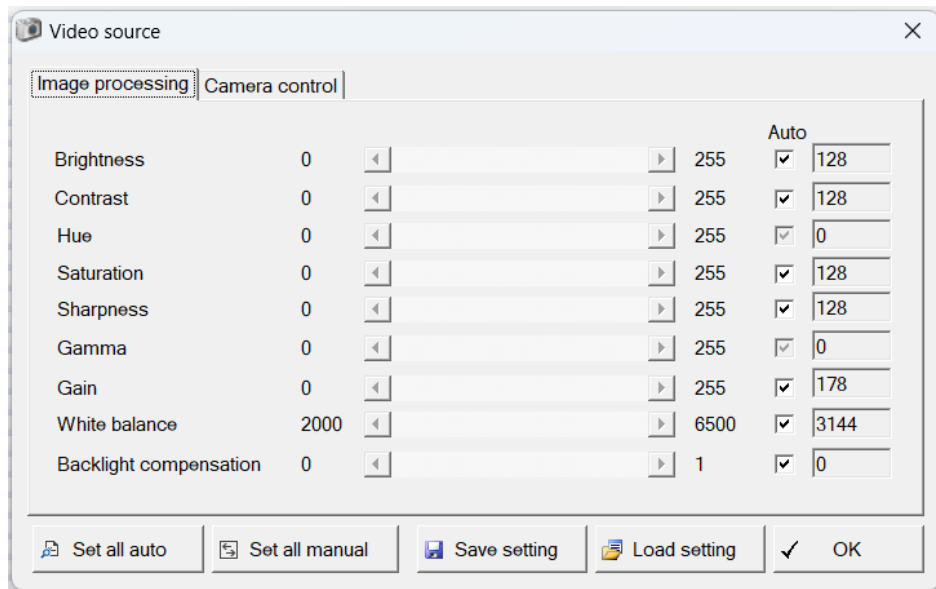 Video source
Image processing Camera control
Auto
Brightness 0 255 128
Contrast 0 255 128
Hue 0 255 0
Saturation 0 255 128
Sharpness 0 255 128
Gamma 0 255 0
Gain 0 255 178
White balance 2000 6500 3144
Backlight compensation 0 1 0
Set all auto Set all manual Save setting Load setting OK